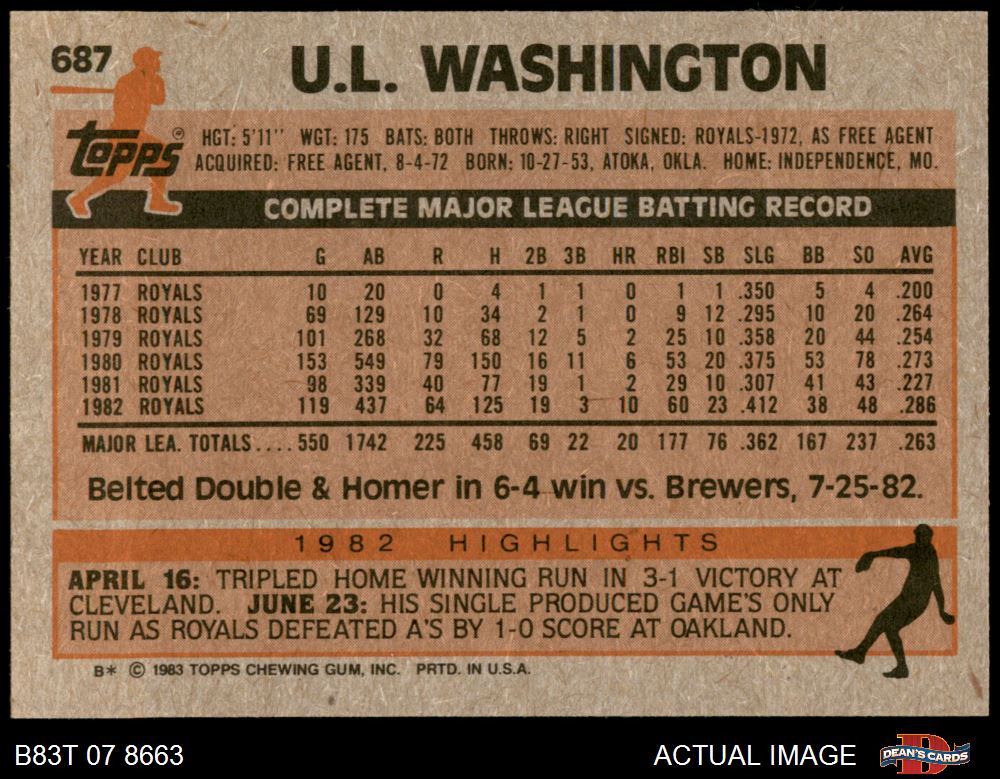 687
U.L. WASHINGTON
topps®
HGT: 5'11" WGT: 175 BATS: BOTH THROWS: RIGHT SIGNED: ROYALS-1972, AS FREE AGENT
ACQUIRED: FREE AGENT, 8-4-72 BORN: 10-27-53, ATOKA, OKLA. HOME: INDEPENDENCE, MO.
COMPLETE MAJOR LEAGUE BATTING RECORD
YEAR CLUB G AB R H 2B 3B HR RBI SB SLG BB SO AVG
1977 ROYALS 10 20 0 4 1 1 0 1 1 .350 5 4 .200
1978 ROYALS 69 129 10 34 2 1 0 9 12 .295 10 20 .264
1979 ROYALS 101 268 32 68 12 5 2 25 10 .358 20 44 .254
1980 ROYALS 153 549 79 150 16 11 6 53 20 .375 53 78 .273
1981 ROYALS 98 339 40 77 19 1 2 29 10 .307 41 43 .227
1982 ROYALS 119 437 64 125 19 3 10 60 23 .412 38 48 .286
MAJOR LEA. TOTALS.... 550 1742 225 458 69 22 20 177 76 .362 167 237 .263
Belted Double & Homer in 6-4 win vs. Brewers, 7-25-82.
1982 HIGHLIGHTS
APRIL 16: TRIPLED HOME WINNING RUN IN 3-1 VICTORY AT
CLEVELAND. JUNE 23: HIS SINGLE PRODUCED GAME'S ONLY
RUN AS ROYALS DEFEATED A'S BY 1-0 SCORE AT OAKLAND.
B* © 1983 TOPPS CHEWING GUM, INC. PRTD. IN U.S.A.
B83T 07 8663
ACTUAL IMAGE
D
DEAN'S CARDS